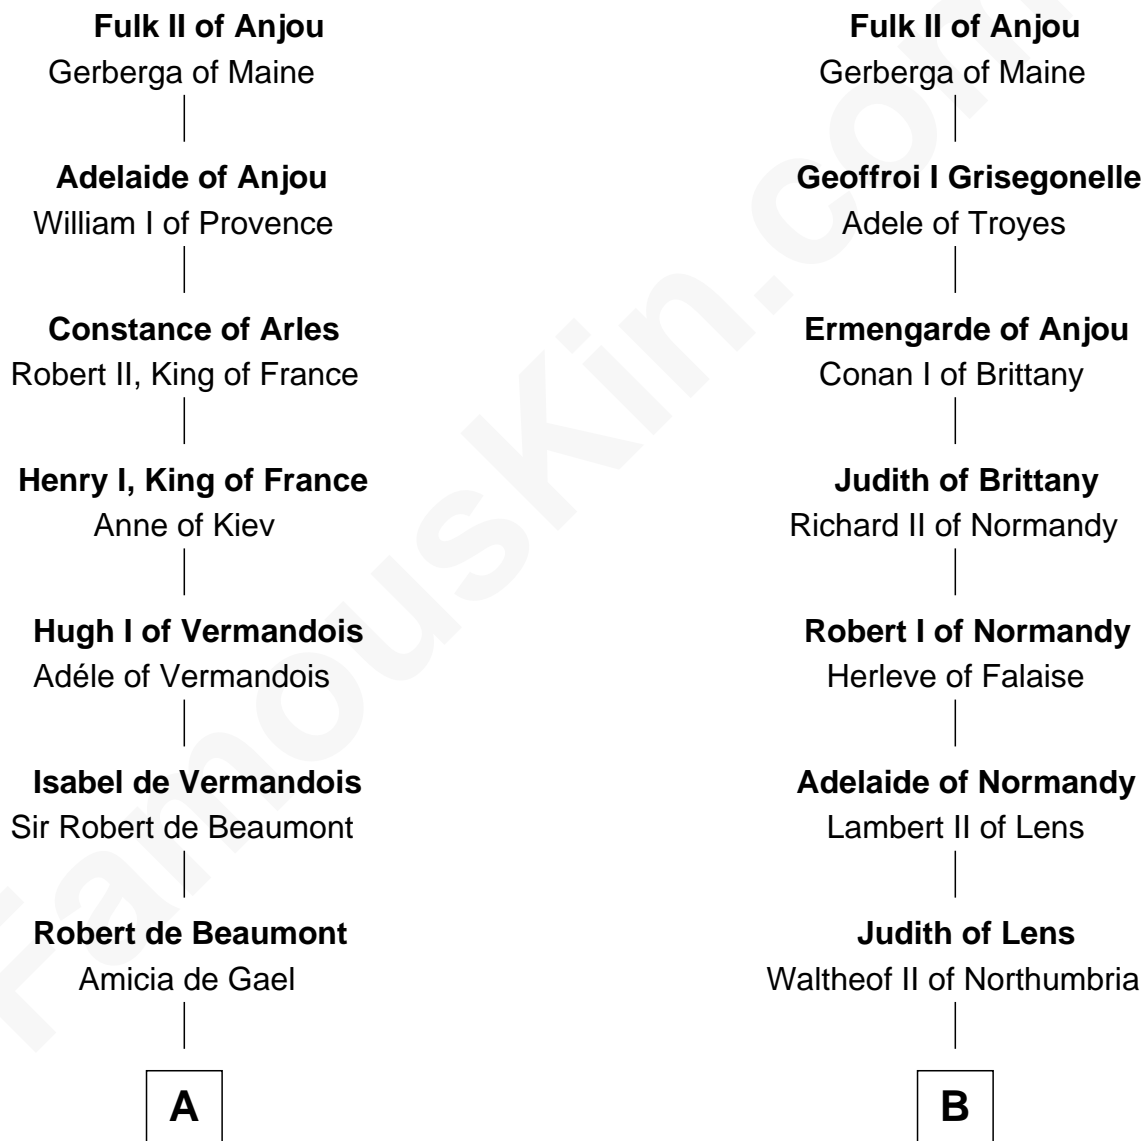 Fulk II of Anjou
Gerberga of Maine
Adelaide of Anjou
William I of Provence
Constance of Arles
Robert II, King of France
Henry I, King of France
Anne of Kiev
Hugh I of Vermandois
Adéle of Vermandois
Isabel de Vermandois
Sir Robert de Beaumont
Robert de Beaumont
Amicia de Gael
A
Fulk II of Anjou
Gerberga of Maine
Geoffroi I Grisegonelle
Adele of Troyes
Ermengarde of Anjou
Conan I of Brittany
Judith of Brittany
Richard II of Normandy
Robert I of Normandy
Herleve of Falaise
Adelaide of Normandy
Lambert II of Lens
Judith of Lens
Waltheof II of Northumbria
B
FamousKin.com